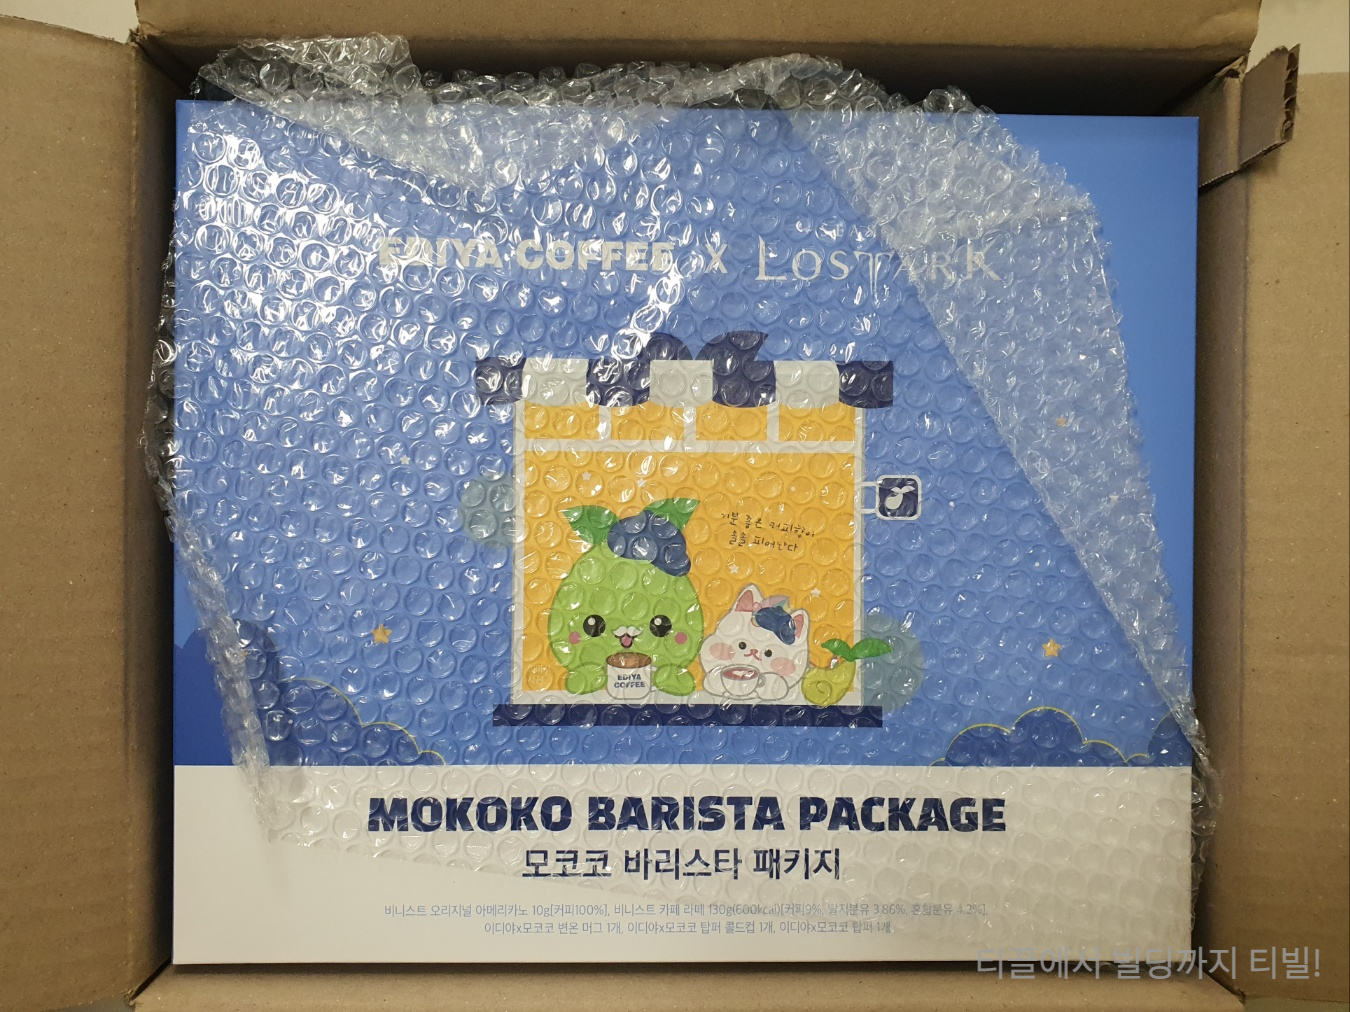 EDIYA COFFEE X LOST ARK
기분 좋은 커피향이
솔솔 피어난다
EDIYA
COFFEE
MOKOKO BARISTA PACKAGE
모코코 바리스타 패키지
비니스트 오리지널 아메리카노 10g[커피100%], 비니스트 카페 라떼 130g(600kcal)[커피9%, 탈지분유 3.86%, 혼합분유 4.2%],
이디야x모코코 변온 머그 1개, 이디야x모코코 탑퍼 콜드컵 1개, 이디야x모코코 탑퍼 1개
티끌에서 빌딩까지 티빌!